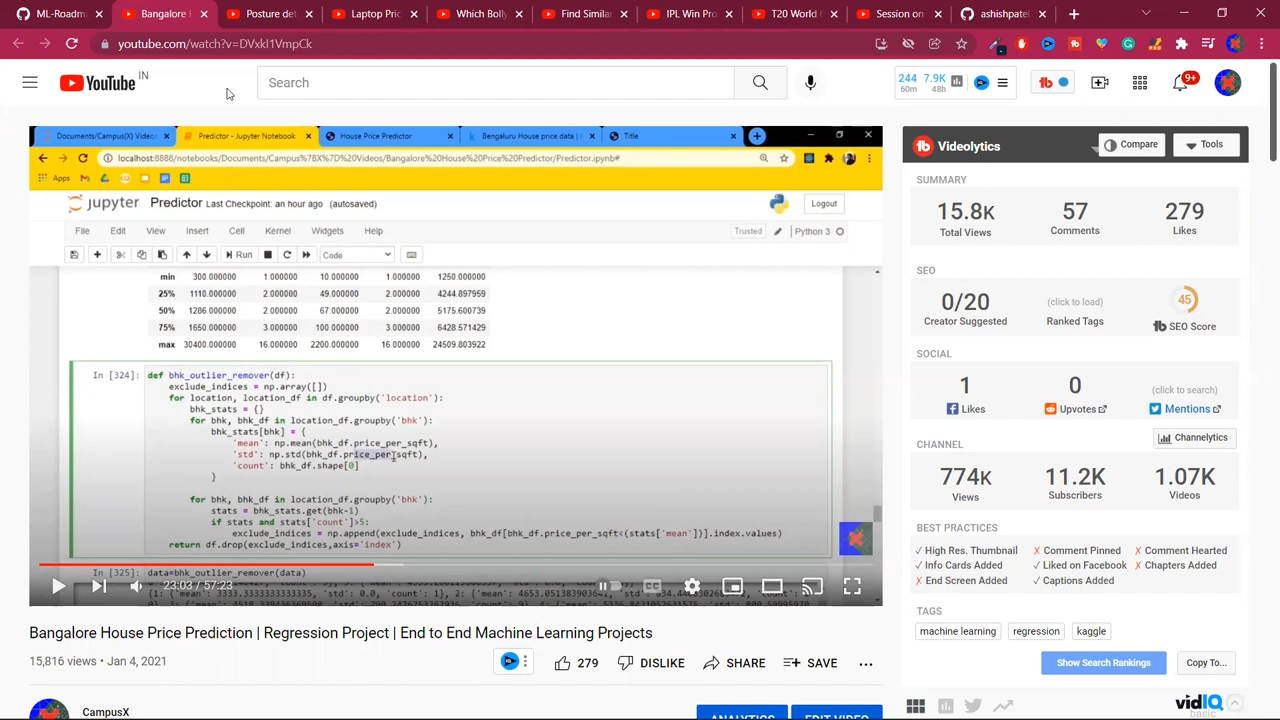 ML-Roadma
Bangalore H
Posture det
Laptop Pric
Which Bolly
Find Similar
IPL Win Pro
T20 World C
Session on
ashishpatel
youtube.com/watch?v=DVxkI1VmpCk
YouTube IN
Search
244 7.9K
60m 48h
9+
Documents/Campus(X) Videos
Predictor - Jupyter Notebook
House Price Predictor
Bengaluru House price data |
Title
localhost:8888/notebooks/Documents/Campus%7BX%7D%20Videos/Bangalore%20House%20Price%20Predictor/Predictor.ipynb#
Apps
jupyter Predictor Last Checkpoint: an hour ago (autosaved)
Logout
File Edit View Insert Cell Kernel Widgets Help
Trusted Python 3
Run Code
min 300.000000 1.000000 10.000000 1.000000 1250.000000
25% 1110.000000 2.000000 49.000000 2.000000 4244.897959
50% 1286.000000 2.000000 67.000000 2.000000 5175.600739
75% 1650.000000 3.000000 100.000000 3.000000 6428.571429
max 30400.000000 16.000000 2200.000000 16.000000 24509.803922
In [324]: def bhk_outlier_remover(df):
exclude_indices = np.array([])
for location, location_df in df.groupby('location'):
bhk_stats = {}
for bhk, bhk_df in location_df.groupby('bhk'):
bhk_stats[bhk] = {
'mean': np.mean(bhk_df.price_per_sqft),
'std': np.std(bhk_df.price_per_sqft),
'count': bhk_df.shape[0]
}
for bhk, bhk_df in location_df.groupby('bhk'):
stats = bhk_stats.get(bhk-1)
if stats and stats['count']>5:
exclude_indices = np.append(exclude_indices, bhk_df[bhk_df.price_per_sqft<(stats['mean'])].index.values)
return df.drop(exclude_indices,axis='index')
In [325]: data=bhk_outlier_remover(data)
23:03 / 57:23
Bangalore House Price Prediction | Regression Project | End to End Machine Learning Projects
15,816 views • Jan 4, 2021
279 DISLIKE SHARE SAVE
CampusX
ANALYTICS EDIT VIDEO
Videolytics Compare Tools
SUMMARY
15.8K 57 279
Total Views Comments Likes
SEO
0/20 (click to load) 45
Creator Suggested Ranked Tags tb SEO Score
SOCIAL
1 0 (click to search)
Likes Upvotes Mentions
CHANNEL Channelytics
774K 11.2K 1.07K
Views Subscribers Videos
BEST PRACTICES
✓ High Res. Thumbnail ✗ Comment Pinned ✗ Comment Hearted
✓ Info Cards Added ✓ Liked on Facebook ✗ Chapters Added
✗ End Screen Added ✓ Captions Added
TAGS
machine learning regression kaggle
Show Search Rankings Copy To...
vidIQ
basic